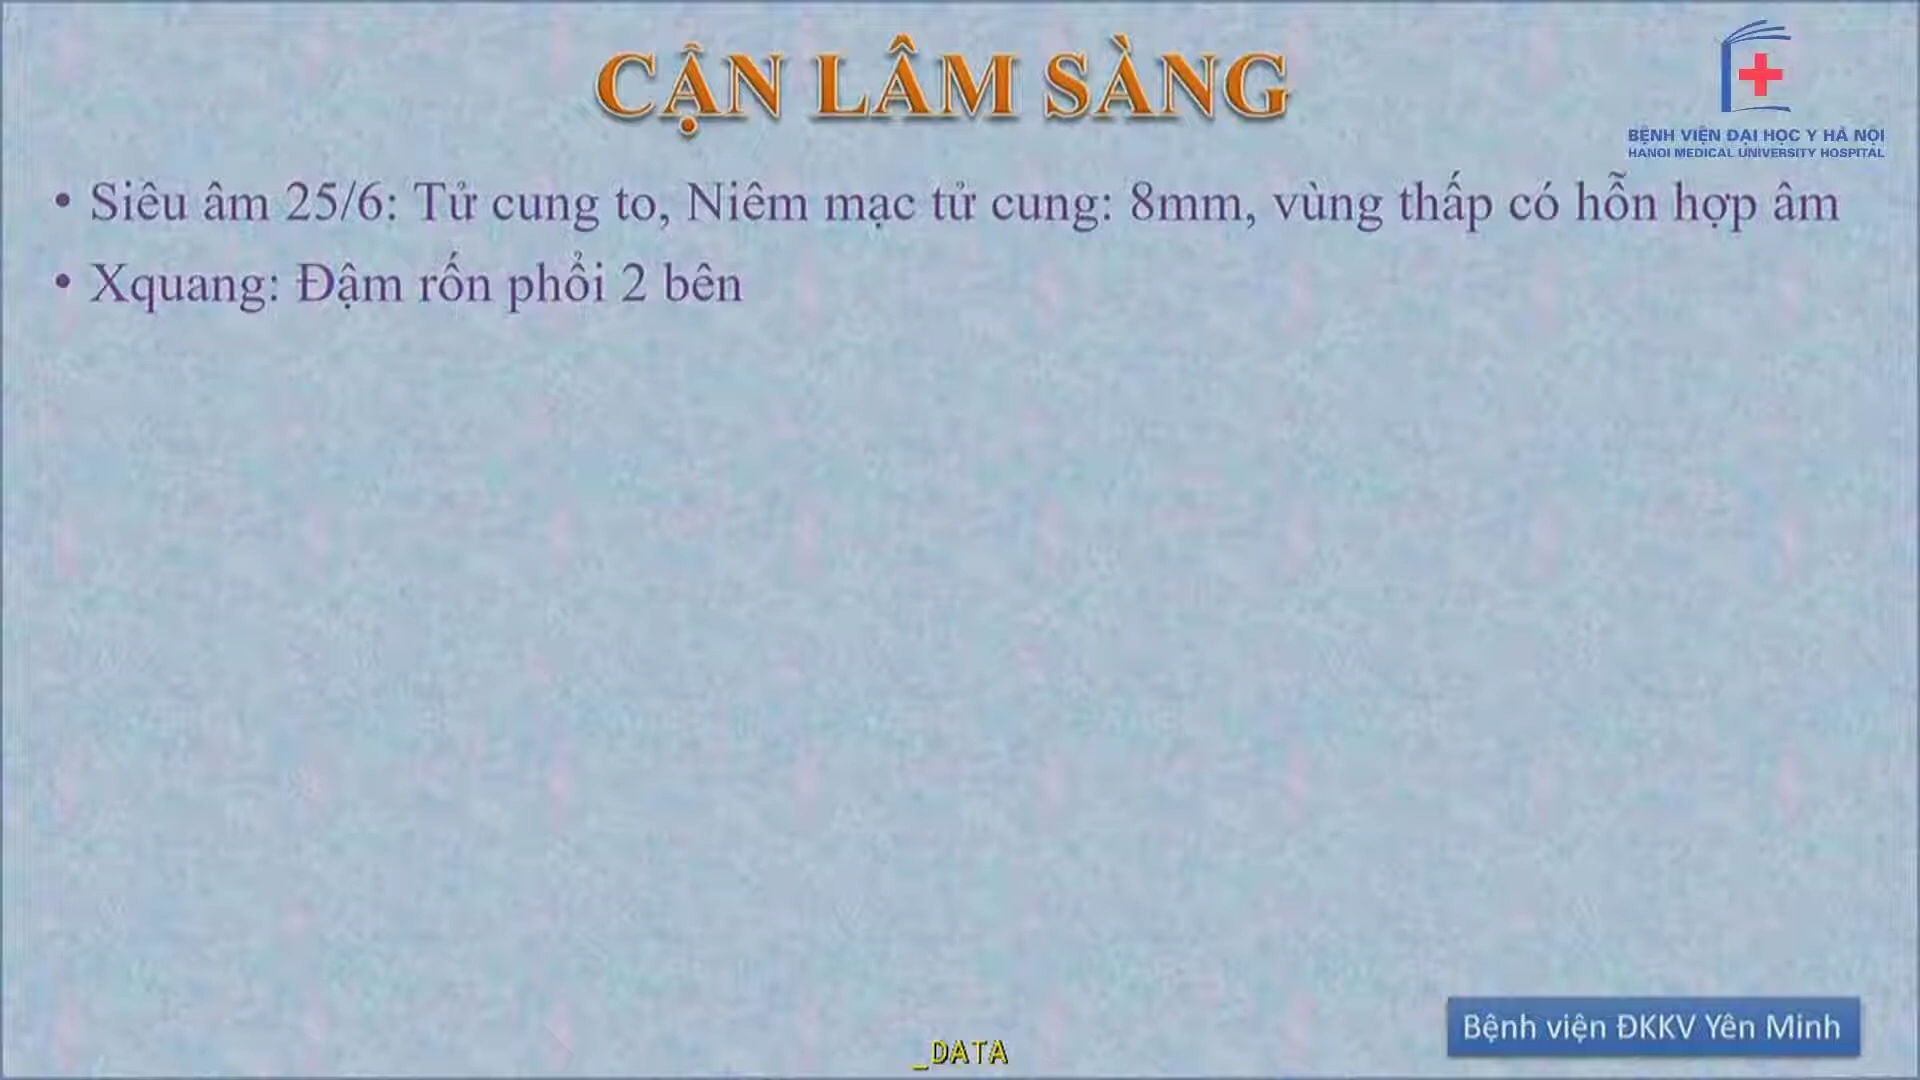 CẬN LÂM SÀNG
BỆNH VIỆN ĐẠI HỌC Y HÀ NỘI
HANOI MEDICAL UNIVERSITY HOSPITAL
• Siêu âm 25/6: Tử cung to, Niêm mạc tử cung: 8mm, vùng thấp có hỗn hợp âm
• Xquang: Đậm rốn phổi 2 bên
Bệnh viện ĐKKV Yên Minh
_DATA